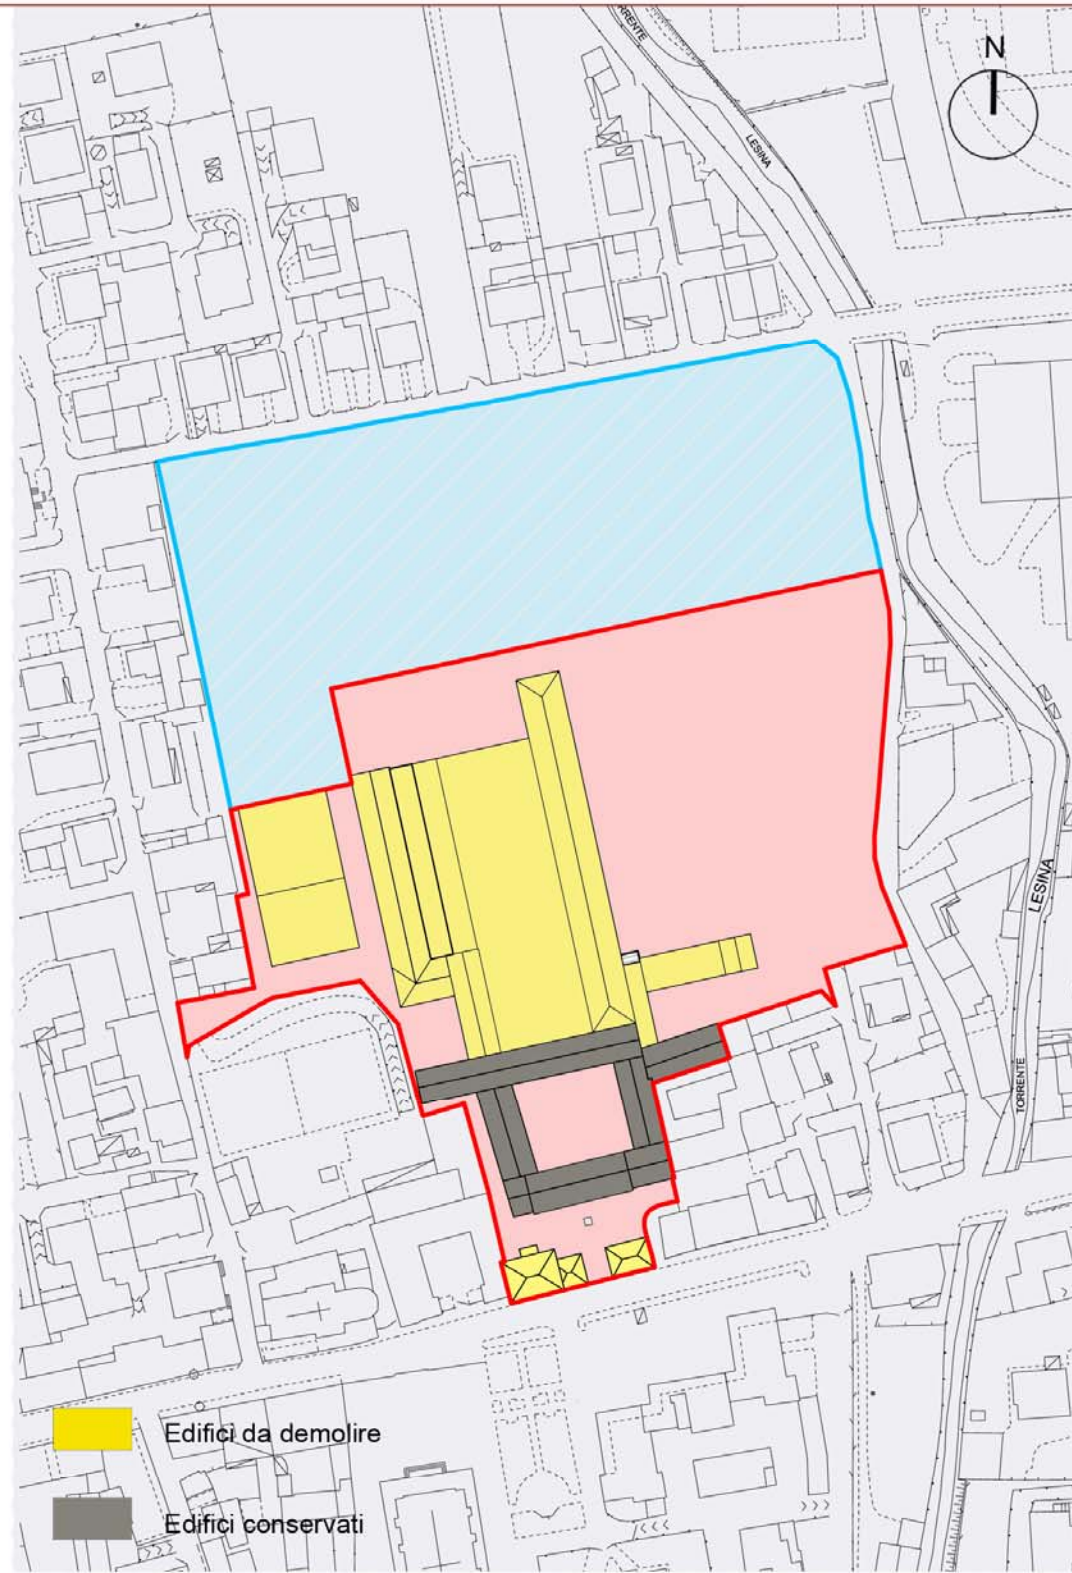 TORRENTE
LESINA
N
LESINA
TORRENTE
Edifici da demolire
Edifici conservati